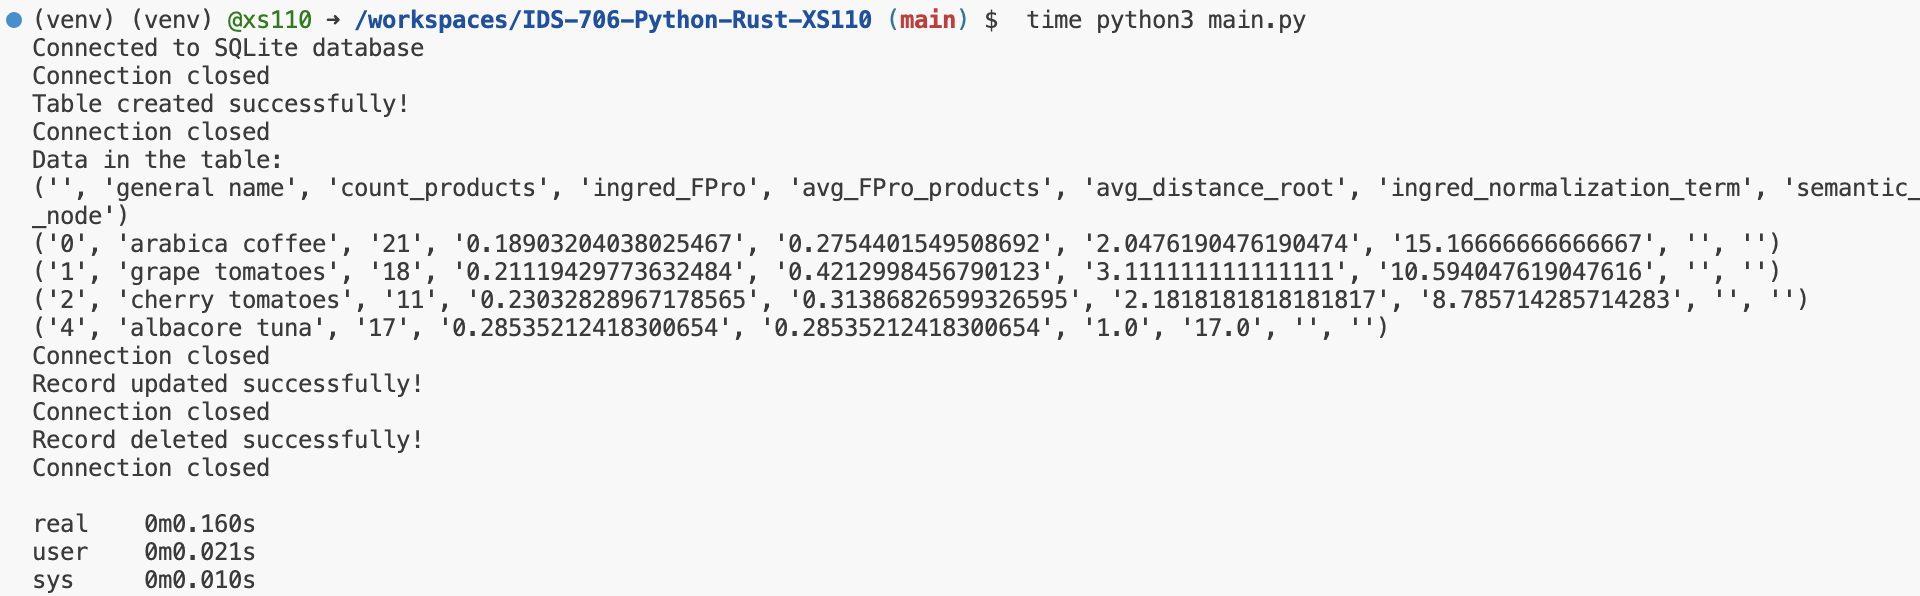 (venv) (venv) @xs110 ➜ /workspaces/IDS-706-Python-Rust-XS110 (main) $  time python3 main.py
Connected to SQLite database
Connection closed
Table created successfully!
Connection closed
Data in the table:
('', 'general name', 'count_products', 'ingred_FPro', 'avg_FPro_products', 'avg_distance_root', 'ingred_normalization_term', 'semantic_
_node')
('0', 'arabica coffee', '21', '0.18903204038025467', '0.2754401549508692', '2.0476190476190474', '15.16666666666667', '', '')
('1', 'grape tomatoes', '18', '0.21119429773632484', '0.4212998456790123', '3.111111111111111', '10.594047619047616', '', '')
('2', 'cherry tomatoes', '11', '0.23032828967178565', '0.31386826599326595', '2.1818181818181817', '8.785714285714283', '', '')
('4', 'albacore tuna', '17', '0.28535212418300654', '0.28535212418300654', '1.0', '17.0', '', '')
Connection closed
Record updated successfully!
Connection closed
Record deleted successfully!
Connection closed
real    0m0.160s
user    0m0.021s
sys     0m0.010s